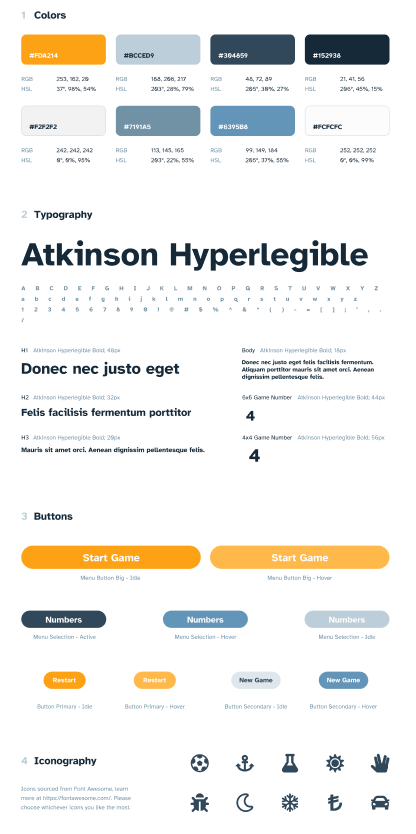 1 Colors
#FDA214 #BCCED9 #304859 #152938
RGB 253, 162, 20 RGB 188, 206, 217 RGB 48, 72, 89 RGB 21, 41, 56
HSL 37°, 98%, 54% HSL 203°, 28%, 79% HSL 205°, 30%, 27% HSL 206°, 45%, 15%
#F2F2F2 #7191A5 #6395B8 #FCFCFC
RGB 242, 242, 242 RGB 113, 145, 165 RGB 99, 149, 184 RGB 252, 252, 252
HSL 0°, 0%, 95% HSL 203°, 22%, 55% HSL 205°, 37%, 55% HSL 0°, 0%, 99%
2 Typography
Atkinson Hyperlegible
A B C D E F G H I J K L M N O P Q R S T U V W X Y Z
a b c d e f g h i j k l m n o p q r s t u v w x y z
1 2 3 4 5 6 7 8 9 0 ! @ # $ % ^ & * ( ) - = [ ] ; ' , .
/
H1 Atkinson Hyperlegible Bold; 48px
Donec nec justo eget
H2 Atkinson Hyperlegible Bold; 32px
Felis facilisis fermentum porttitor
H3 Atkinson Hyperlegible Bold; 20px
Mauris sit amet orci. Aenean dignissim pellentesque felis.
Body Atkinson Hyperlegible Bold; 18px
Donec nec justo eget felis facilisis fermentum.
Aliquam porttitor mauris sit amet orci. Aenean
dignissim pellentesque felis.
6x6 Game Number Atkinson Hyperlegible Bold; 44px
4
4x4 Game Number Atkinson Hyperlegible Bold; 56px
4
3 Buttons
Start Game Start Game
Menu Button Big - Idle Menu Button Big - Hover
Numbers Numbers Numbers
Menu Selection - Active Menu Selection - Hover Menu Selection - Idle
Restart Restart New Game New Game
Button Primary - Idle Button Primary - Hover Button Secondary - Idle Button Secondary - Hover
4 Iconography
Icons sourced from Font Awesome, learn
more at https://fontawesome.com/. Please
choose whichever icons you like the most.